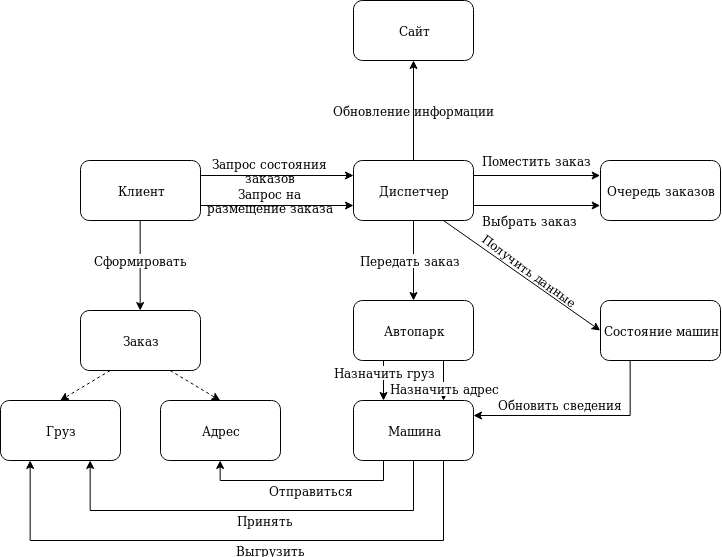 Сайт
Обновление информации
Запрос состояния
заказов
Поместить заказ
Клиент
Диспетчер
Очередь заказов
Запрос на
размещение заказа
Выбрать заказ
Получить данные
Сформировать
Передать заказ
Заказ
Автопарк
Состояние машин
Назначить груз
Назначить адрес
Обновить сведения
Груз
Адрес
Машина
Отправиться
Принять
Выгрузить